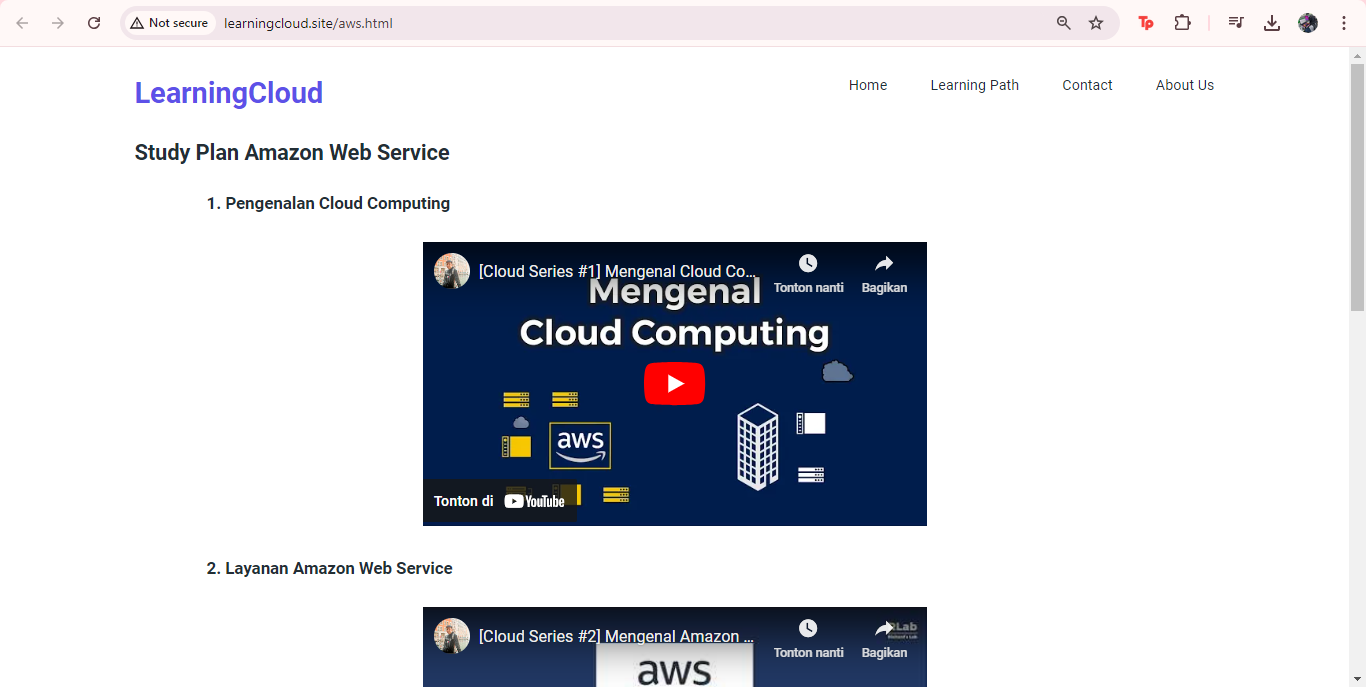 Not secure learningcloud.site/aws.html
LearningCloud
Home Learning Path Contact About Us
Study Plan Amazon Web Service
1. Pengenalan Cloud Computing
[Cloud Series #1] Mengenal Cloud Co...
Tonton nanti Bagikan
Mengenal
Cloud Computing
aws
Tonton di YouTube
2. Layanan Amazon Web Service
[Cloud Series #2] Mengenal Amazon ...
Tonton nanti Bagikan
aws